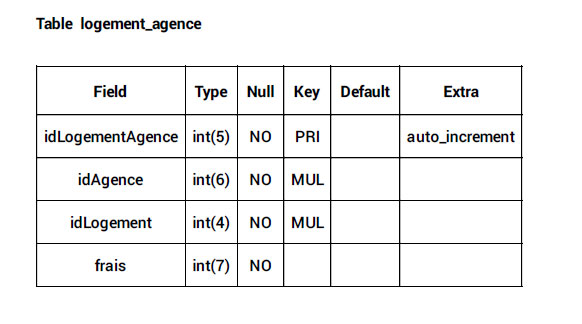 Table logement_agence
Field Type Null Key Default Extra
idLogementAgence int(5) NO PRI auto_increment
idAgence int(6) NO MUL
idLogement int(4) NO MUL
frais int(7) NO